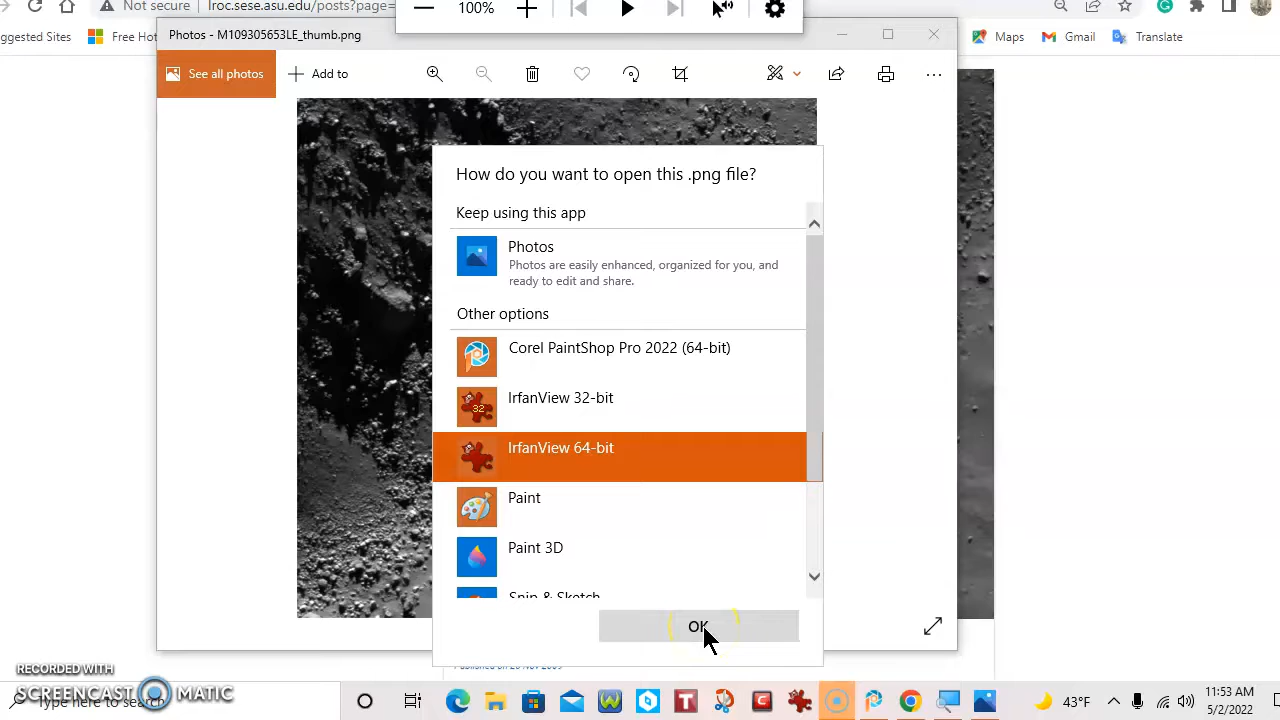 Not secure
lroc.sese.asu.edu/posts?page=
100%
ggested Sites
Free Hot
Maps
Gmail
Translate
Photos - M109305653LE_thumb.png
See all photos
Add to
How do you want to open this .png file?
Keep using this app
Photos
Photos are easily enhanced, organized for you, and
ready to edit and share.
Other options
Corel PaintShop Pro 2022 (64-bit)
32
IrfanView 32-bit
IrfanView 64-bit
Paint
Paint 3D
Snip & Sketch
OK
RECORDED WITH
SCREENCAST MATIC
Type here to search
43°F
11:53 AM
5/2/2022